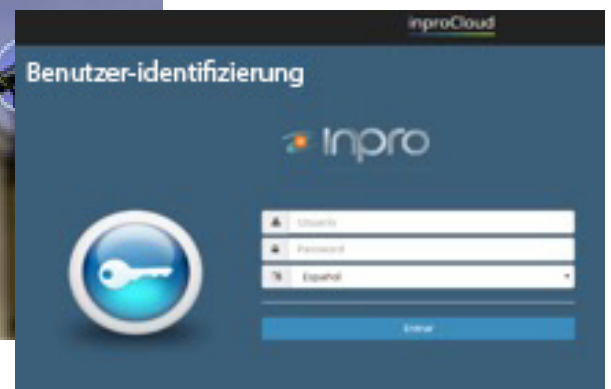 inproCloud
Benutzer-identifizierung
Inpro
Usuario
Password
Español
Entrar